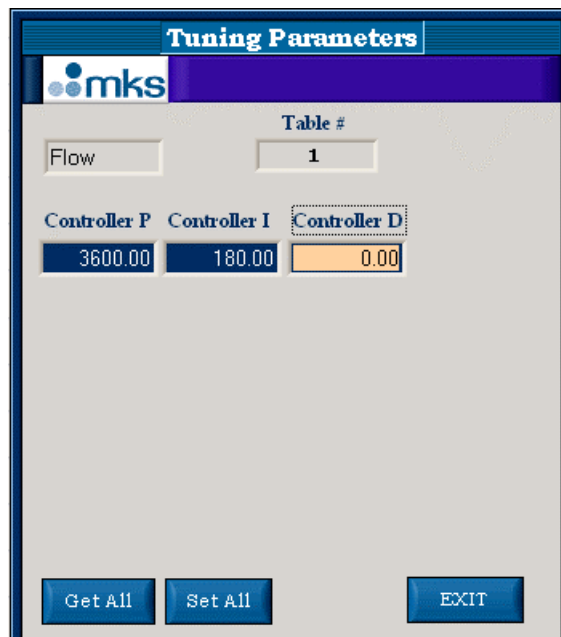 Tuning Parameters
mks
Table #
Flow
1
Controller P Controller I Controller D
3600.00 180.00 0.00
Get All Set All EXIT